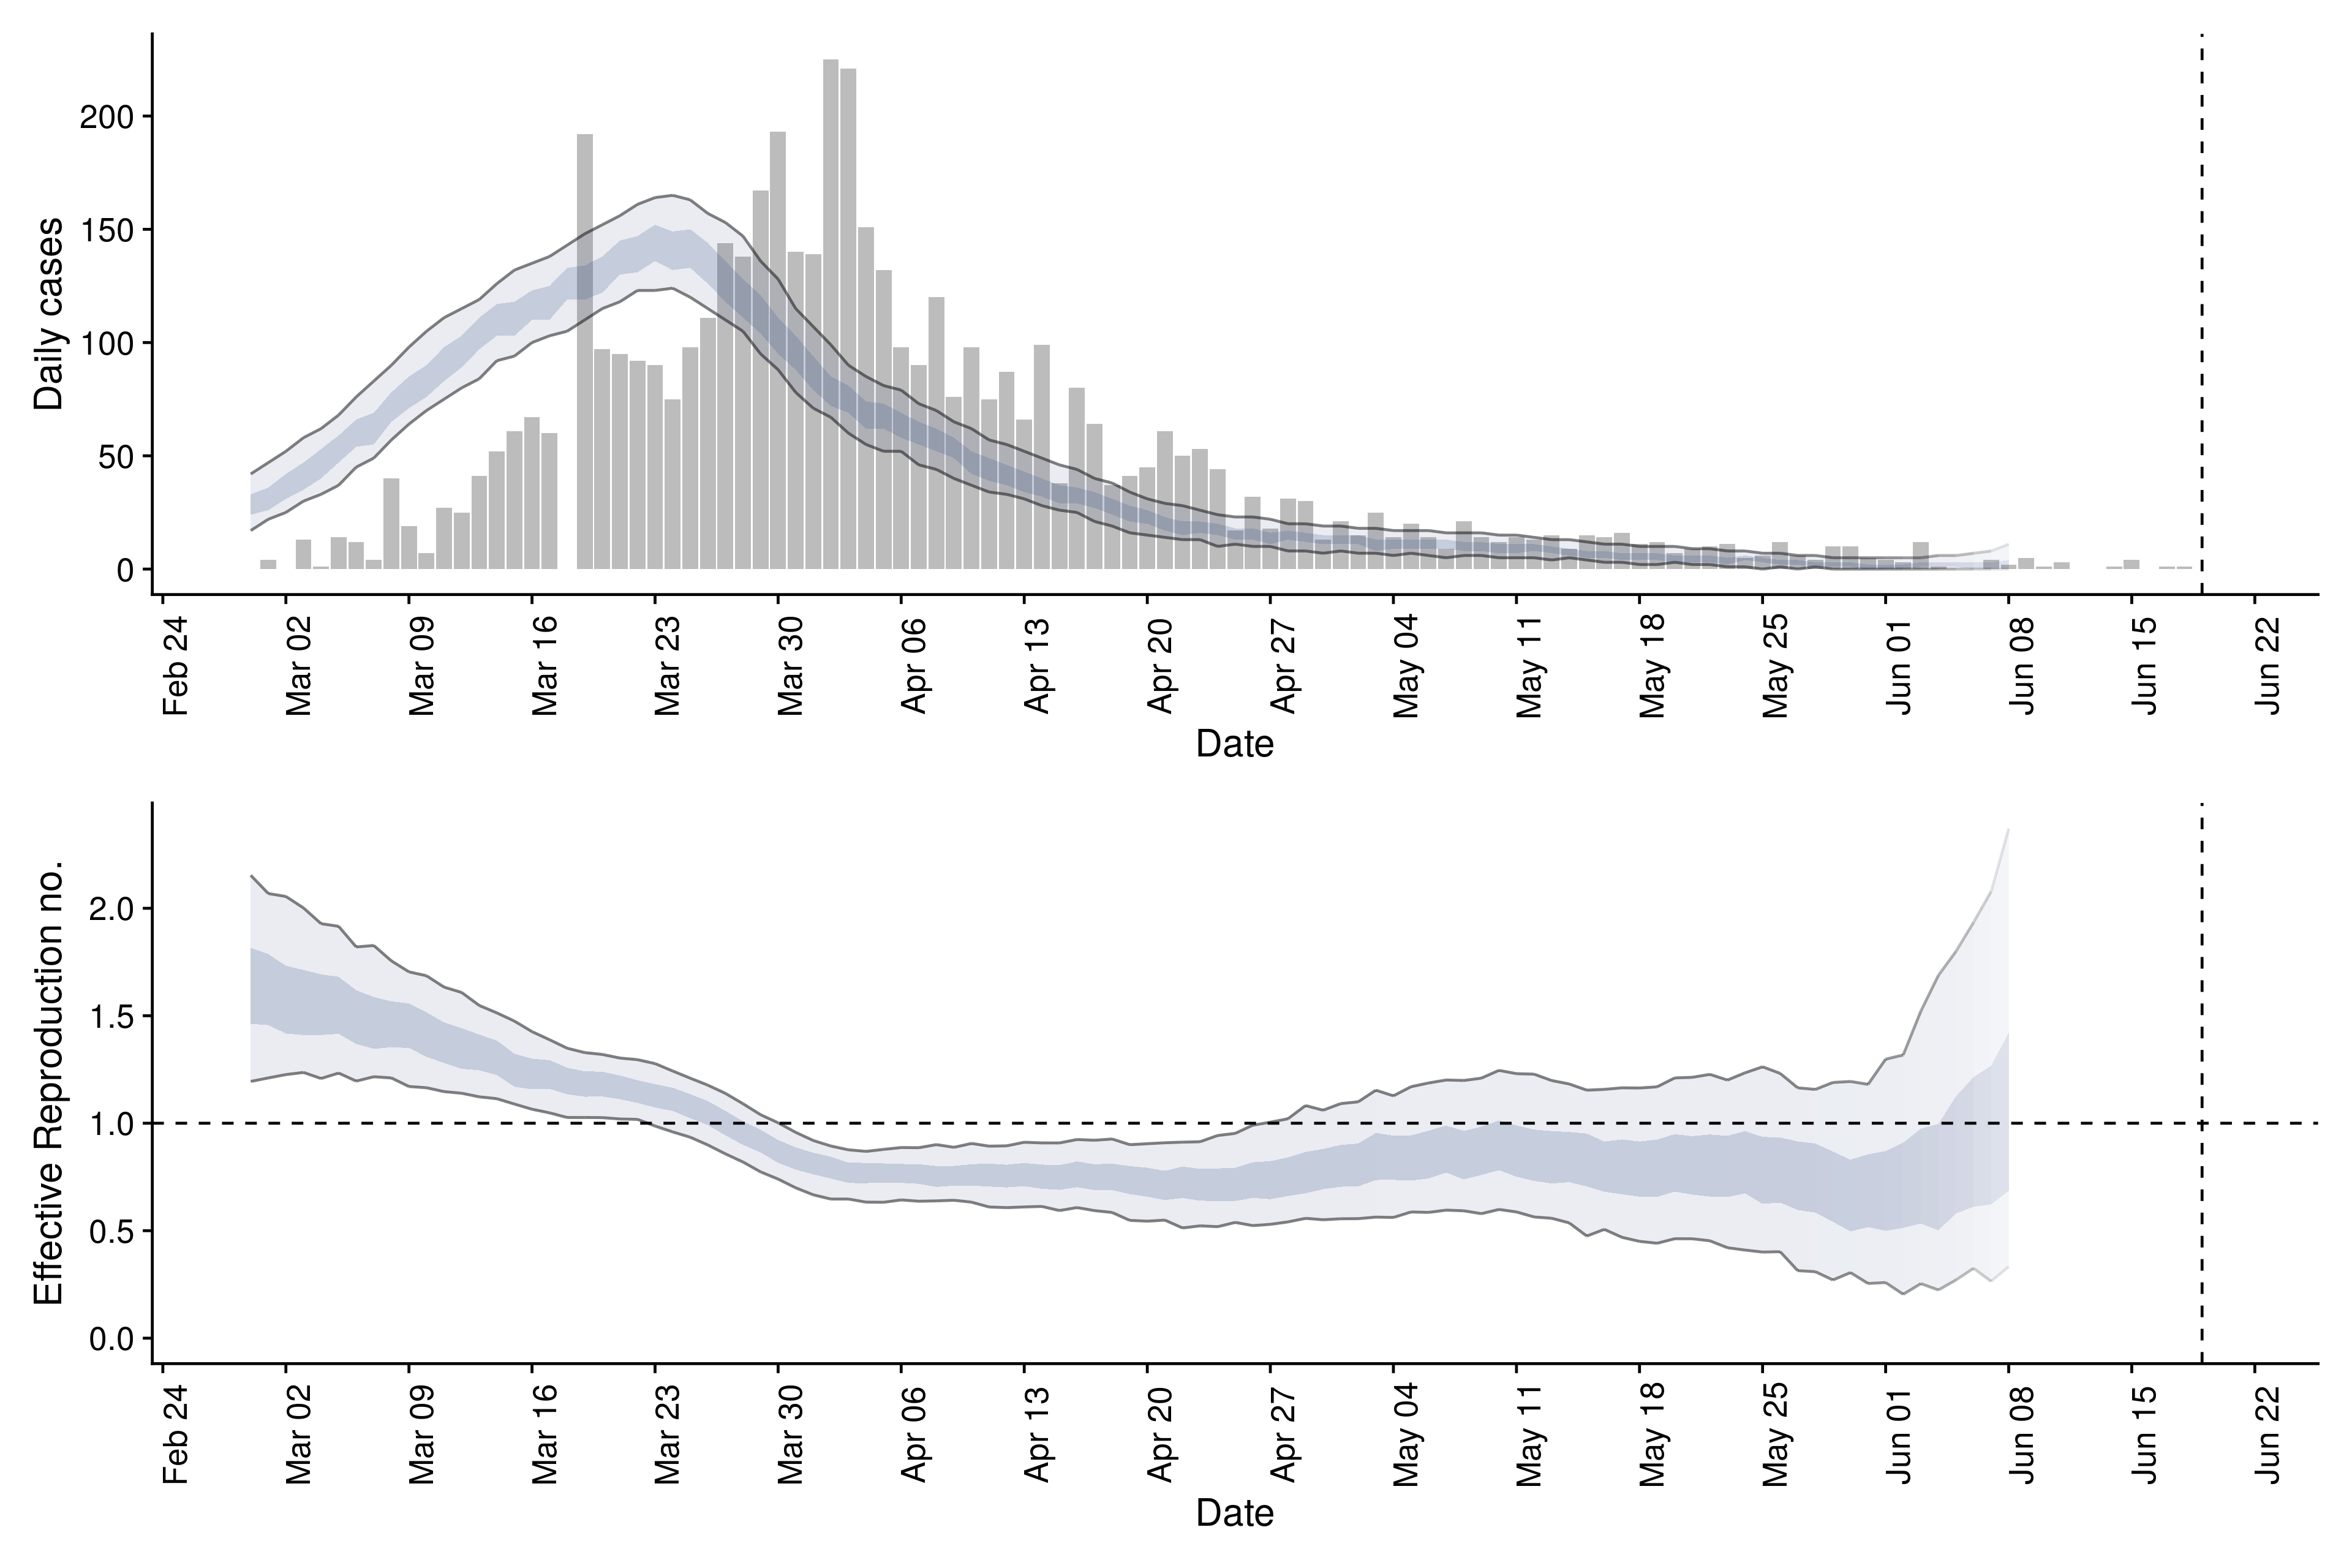 Daily cases
200
150
100
50
0
Feb 24
Mar 02
Mar 09
Mar 16
Mar 23
Mar 30
Apr 06
Apr 13
Apr 20
Apr 27
May 04
May 11
May 18
May 25
Jun 01
Jun 08
Jun 15
Jun 22
Date
Effective Reproduction no.
2.0
1.5
1.0
0.5
0.0
Feb 24
Mar 02
Mar 09
Mar 16
Mar 23
Mar 30
Apr 06
Apr 13
Apr 20
Apr 27
May 04
May 11
May 18
May 25
Jun 01
Jun 08
Jun 15
Jun 22
Date